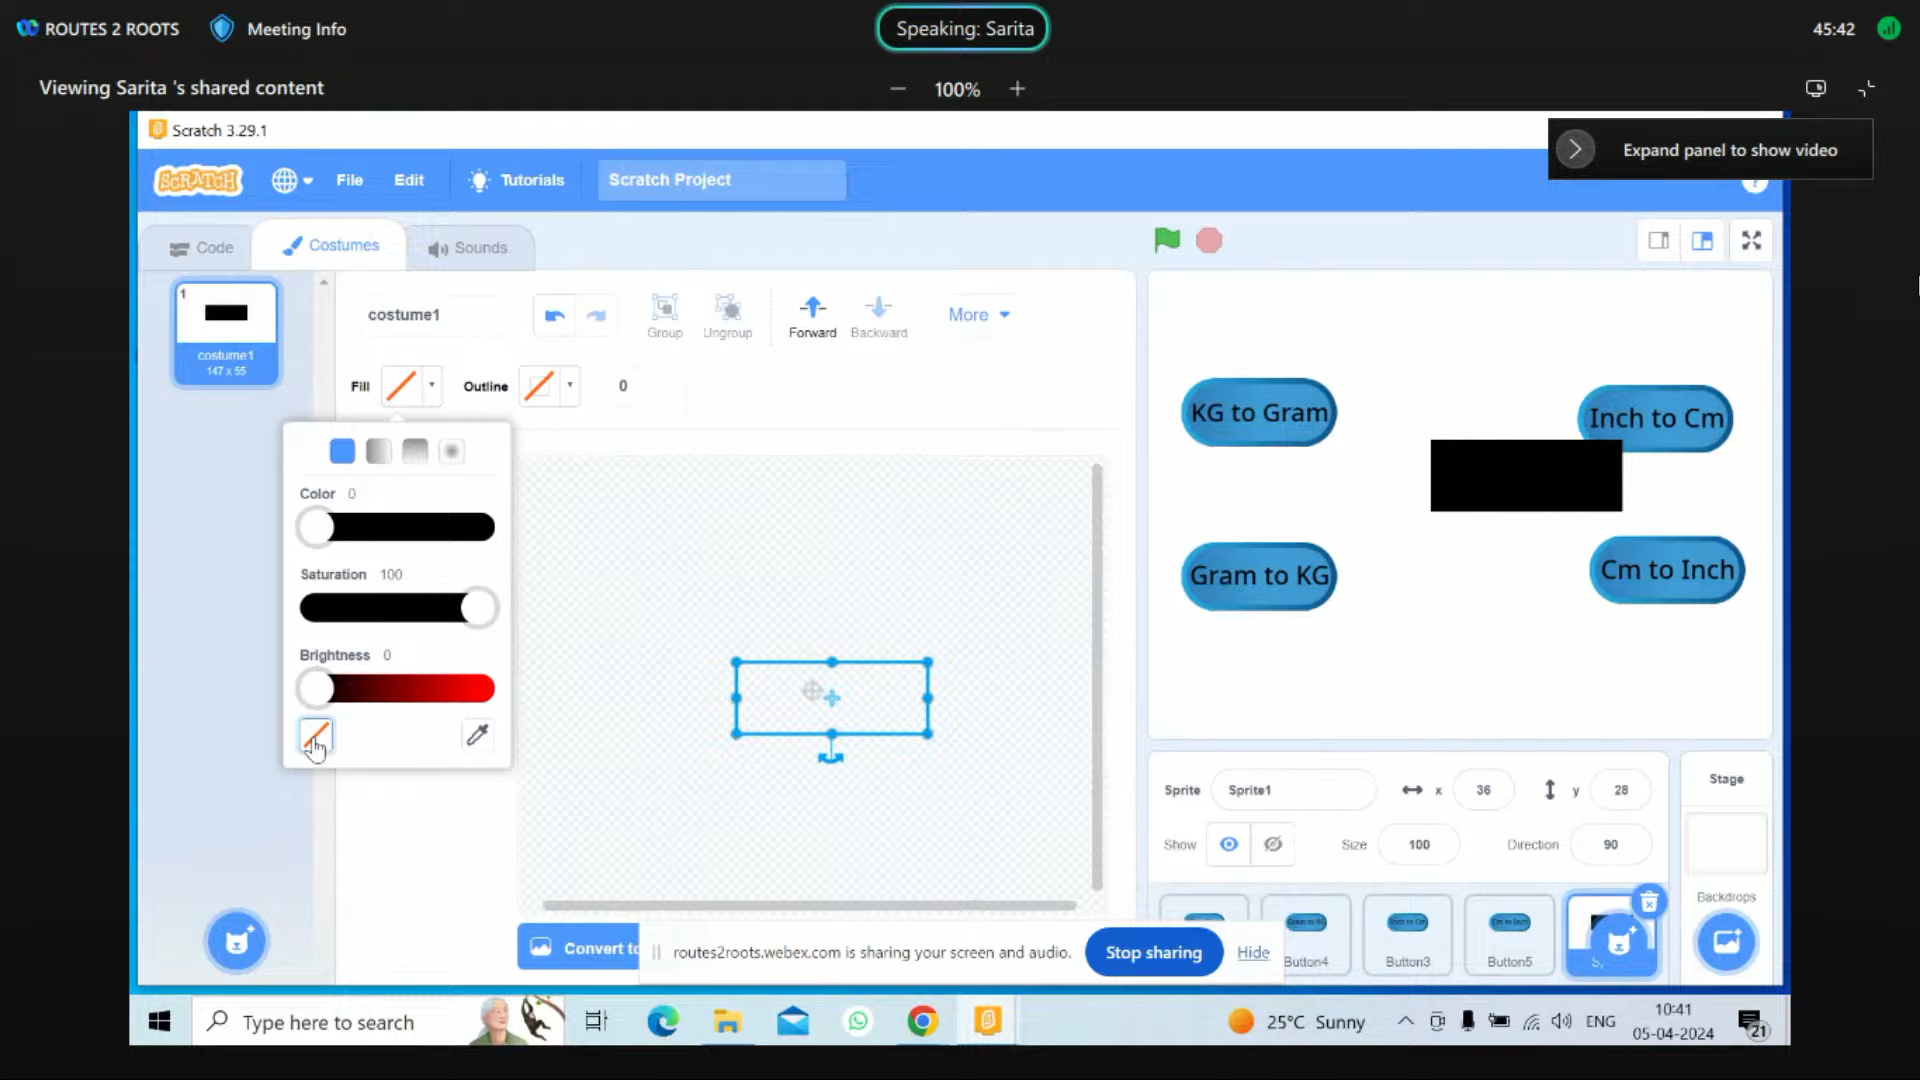 ROUTES 2 ROOTS
Meeting Info
Speaking: Sarita
45:42
Viewing Sarita 's shared content
100%
Scratch 3.29.1
Expand panel to show video
SCRATCH
File
Edit
Tutorials
Scratch Project
?
Code
Costumes
Sounds
1
costume1
147 x 55
costume1
Group
Ungroup
Forward
Backward
More
Fill
Outline
0
Color 0
Saturation 100
Brightness 0
KG to Gram
Inch to Cm
Gram to KG
Cm to Inch
Sprite
Sprite1
x
36
y
28
Show
Size
100
Direction
90
Stage
Backdrops
Button4
Button3
Button5
Convert to
routes2roots.webex.com is sharing your screen and audio.
Stop sharing
Hide
Type here to search
25°C Sunny
ENG
10:41
05-04-2024
21